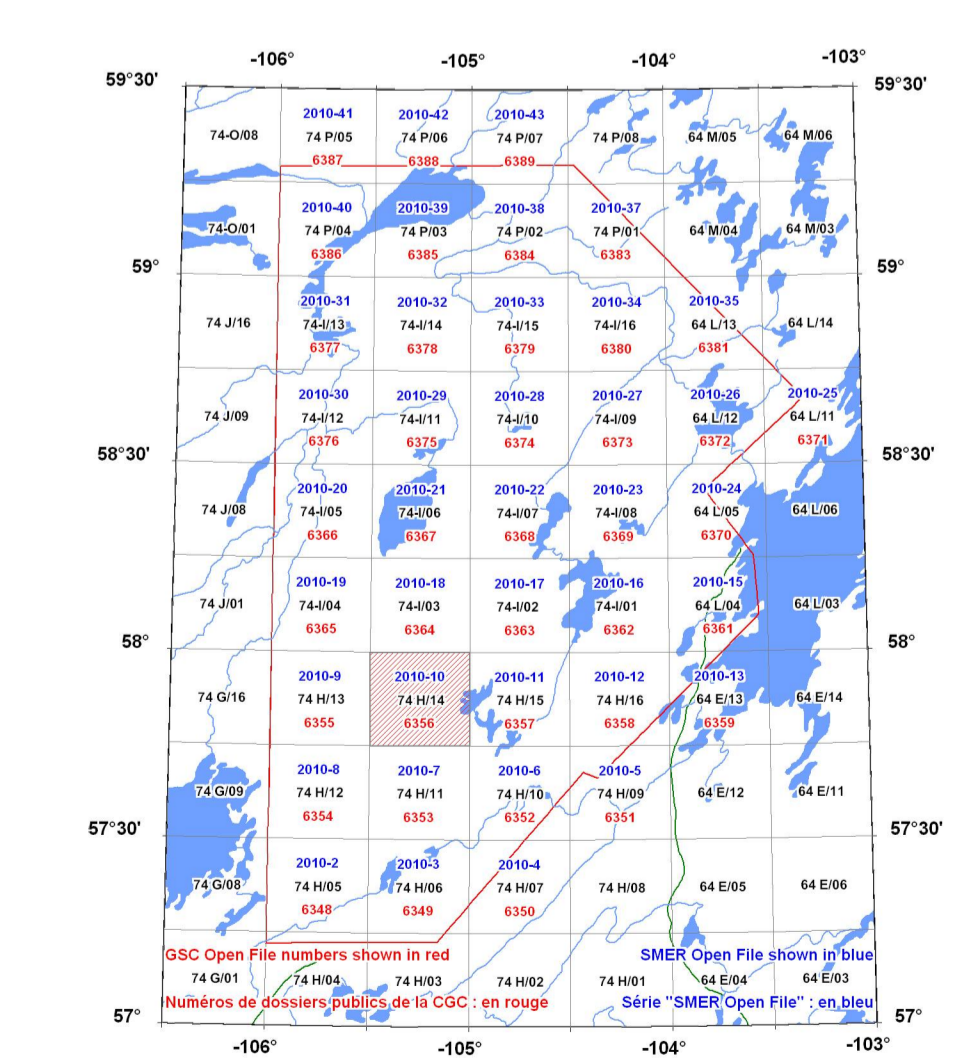 -106° -105° -104° -103°
59°30' 59°30'
2010-41 2010-42 2010-43
74-O/08 74 P/05 74 P/06 74 P/07 74 P/08 64 M/05 64 M/06
6387 6388 6389
2010-40 2010-39 2010-38 2010-37
74-O/01 74 P/04 74 P/03 74 P/02 74 P/01 64 M/04 64 M/03
6386 6385 6384 6383
59° 59°
2010-31 2010-32 2010-33 2010-34 2010-35
74 J/16 74-I/13 74-I/14 74-I/15 74-I/16 64 L/13 64 L/14
6377 6378 6379 6380 6381
2010-30 2010-29 2010-28 2010-27 2010-26 2010-25
74 J/09 74-I/12 74-I/11 74-I/10 74-I/09 64 L/12 64 L/11
6376 6375 6374 6373 6372 6371
58°30' 58°30'
2010-20 2010-21 2010-22 2010-23 2010-24
74 J/08 74-I/05 74-I/06 74-I/07 74-I/08 64 L/05 64 L/06
6366 6367 6368 6369 6370
2010-19 2010-18 2010-17 2010-16 2010-15
74 J/01 74-I/04 74-I/03 74-I/02 74-I/01 64 L/04 64 L/03
6365 6364 6363 6362 6361
58° 58°
2010-9 2010-10 2010-11 2010-12 2010-13
74 G/16 74 H/13 74 H/14 74 H/15 74 H/16 64 E/13 64 E/14
6355 6356 6357 6358 6359
2010-8 2010-7 2010-6 2010-5
74 G/09 74 H/12 74 H/11 74 H/10 74 H/09 64 E/12 64 E/11
6354 6353 6352 6351
57°30' 57°30'
2010-2 2010-3 2010-4
74 G/08 74 H/05 74 H/06 74 H/07 74 H/08 64 E/05 64 E/06
6348 6349 6350
GSC Open File numbers shown in red SMER Open File shown in blue
74 G/01 74 H/04 74 H/03 74 H/02 74 H/01 64 E/04 64 E/03
Numéros de dossiers publics de la CGC : en rouge Série "SMER Open File" : en bleu
57° 57°
-106° -105° -104° -103°